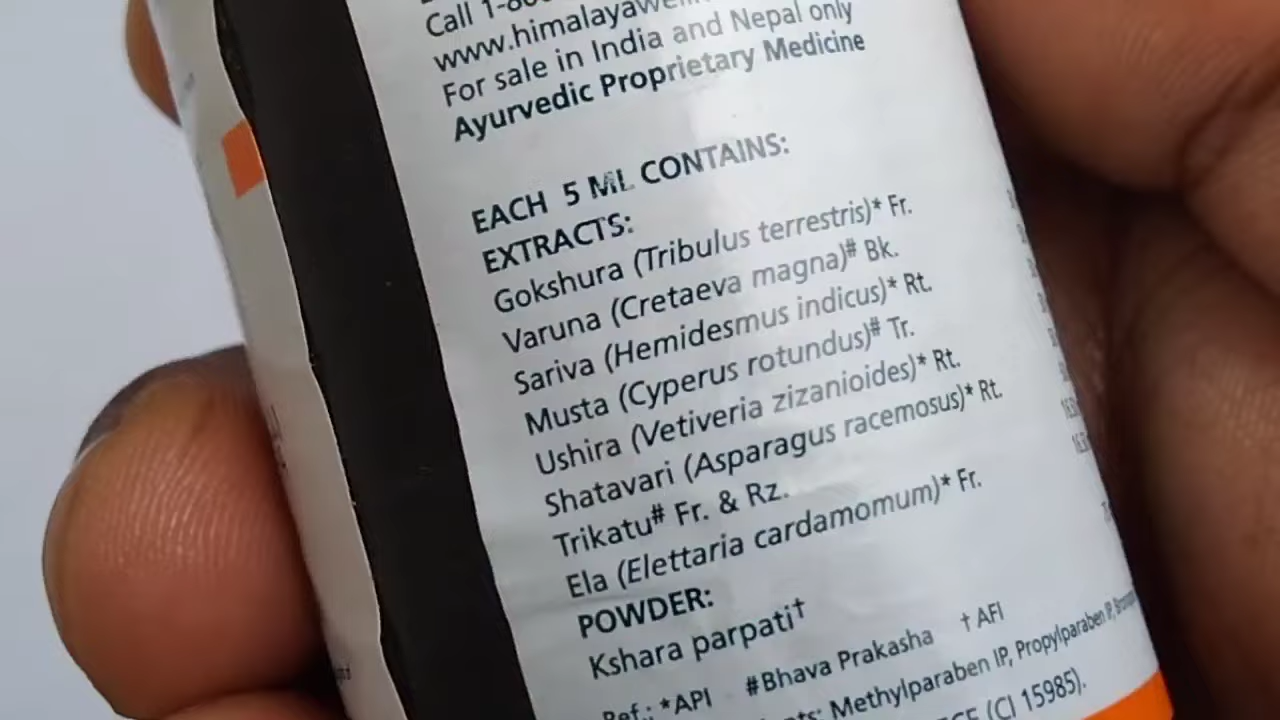 Call
www.himalayawe
For sale in India and Nepal only
Ayurvedic Proprietary Medicine
EACH 5 ML CONTAINS:
EXTRACTS:
Gokshura (Tribulus terrestris)* Fr.
Varuna (Cretaeva magna)# Bk.
Sariva (Hemidesmus indicus)* Rt.
Musta (Cyperus rotundus)# Tr.
Ushira (Vetiveria zizanioides)* Rt.
Shatavari (Asparagus racemosus)* Rt.
Trikatu# Fr. & Rz.
Ela (Elettaria cardamomum)* Fr.
POWDER:
Kshara parpati†
Ref.: *API #Bhava Prakasha † AFI
Methylparaben IP, Propylparaben IP,
(CI 15985).